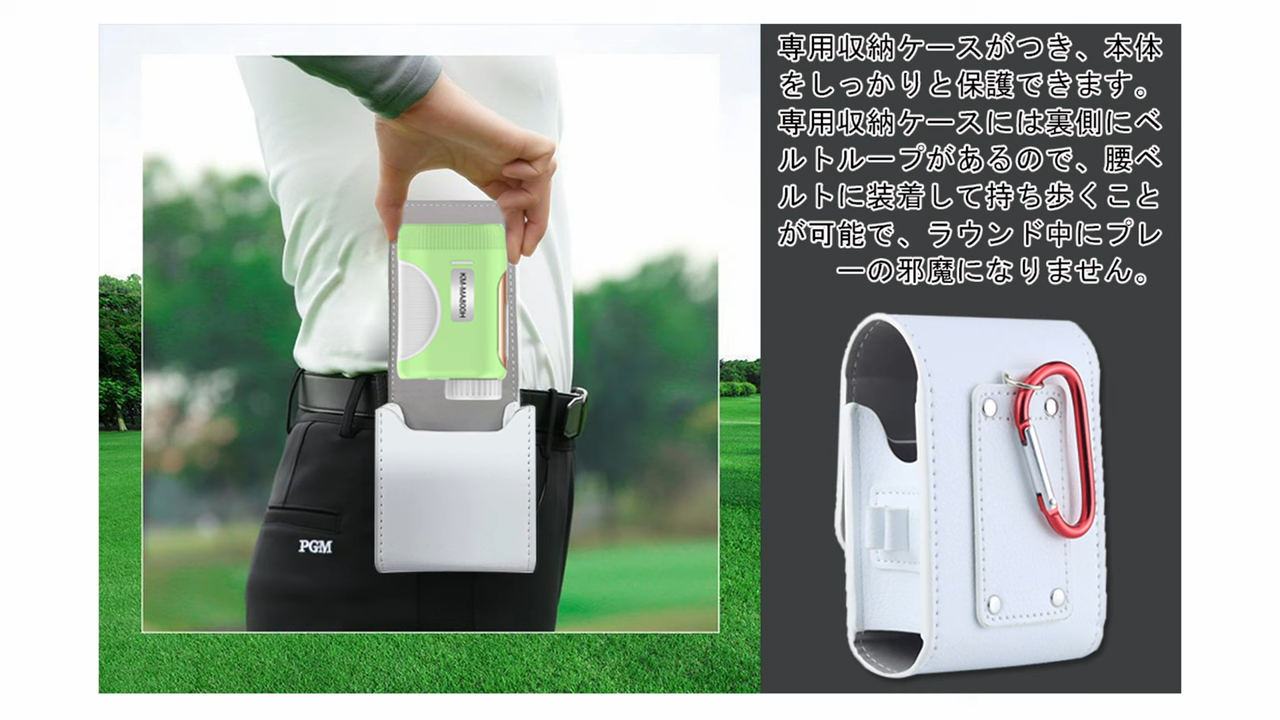 専用収納ケースがつき、本体
をしっかりと保護できます。
専用収納ケースには裏側にベ
ルトループがあるので、腰ベ
ルトに装着して持ち歩くこと
が可能で、ラウンド中にプレ
ーの邪魔になりません。
KM-MA800H
PGM